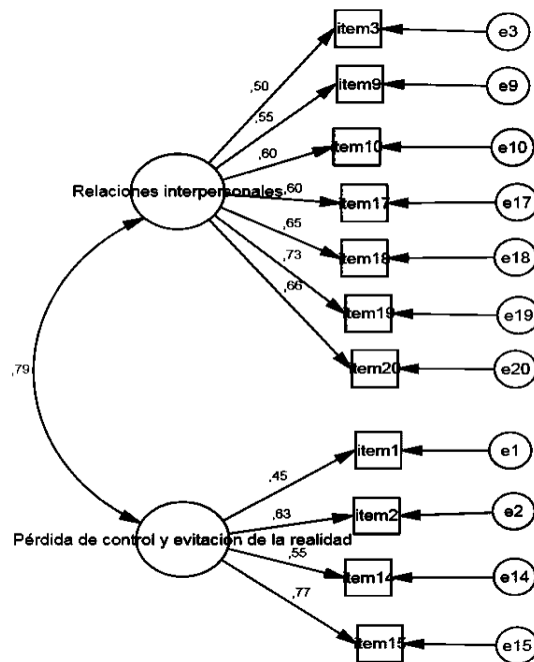 item3
e3
,50
item9
e9
,55
item10
e10
,60
Relaciones interpersonales
,60
item17
e17
,65
item18
e18
,73
item19
e19
,66
item20
e20
,79
item1
e1
,45
item2
e2
,63
Pérdida de control y evitación de la realidad
,55
item14
e14
,77
item15
e15